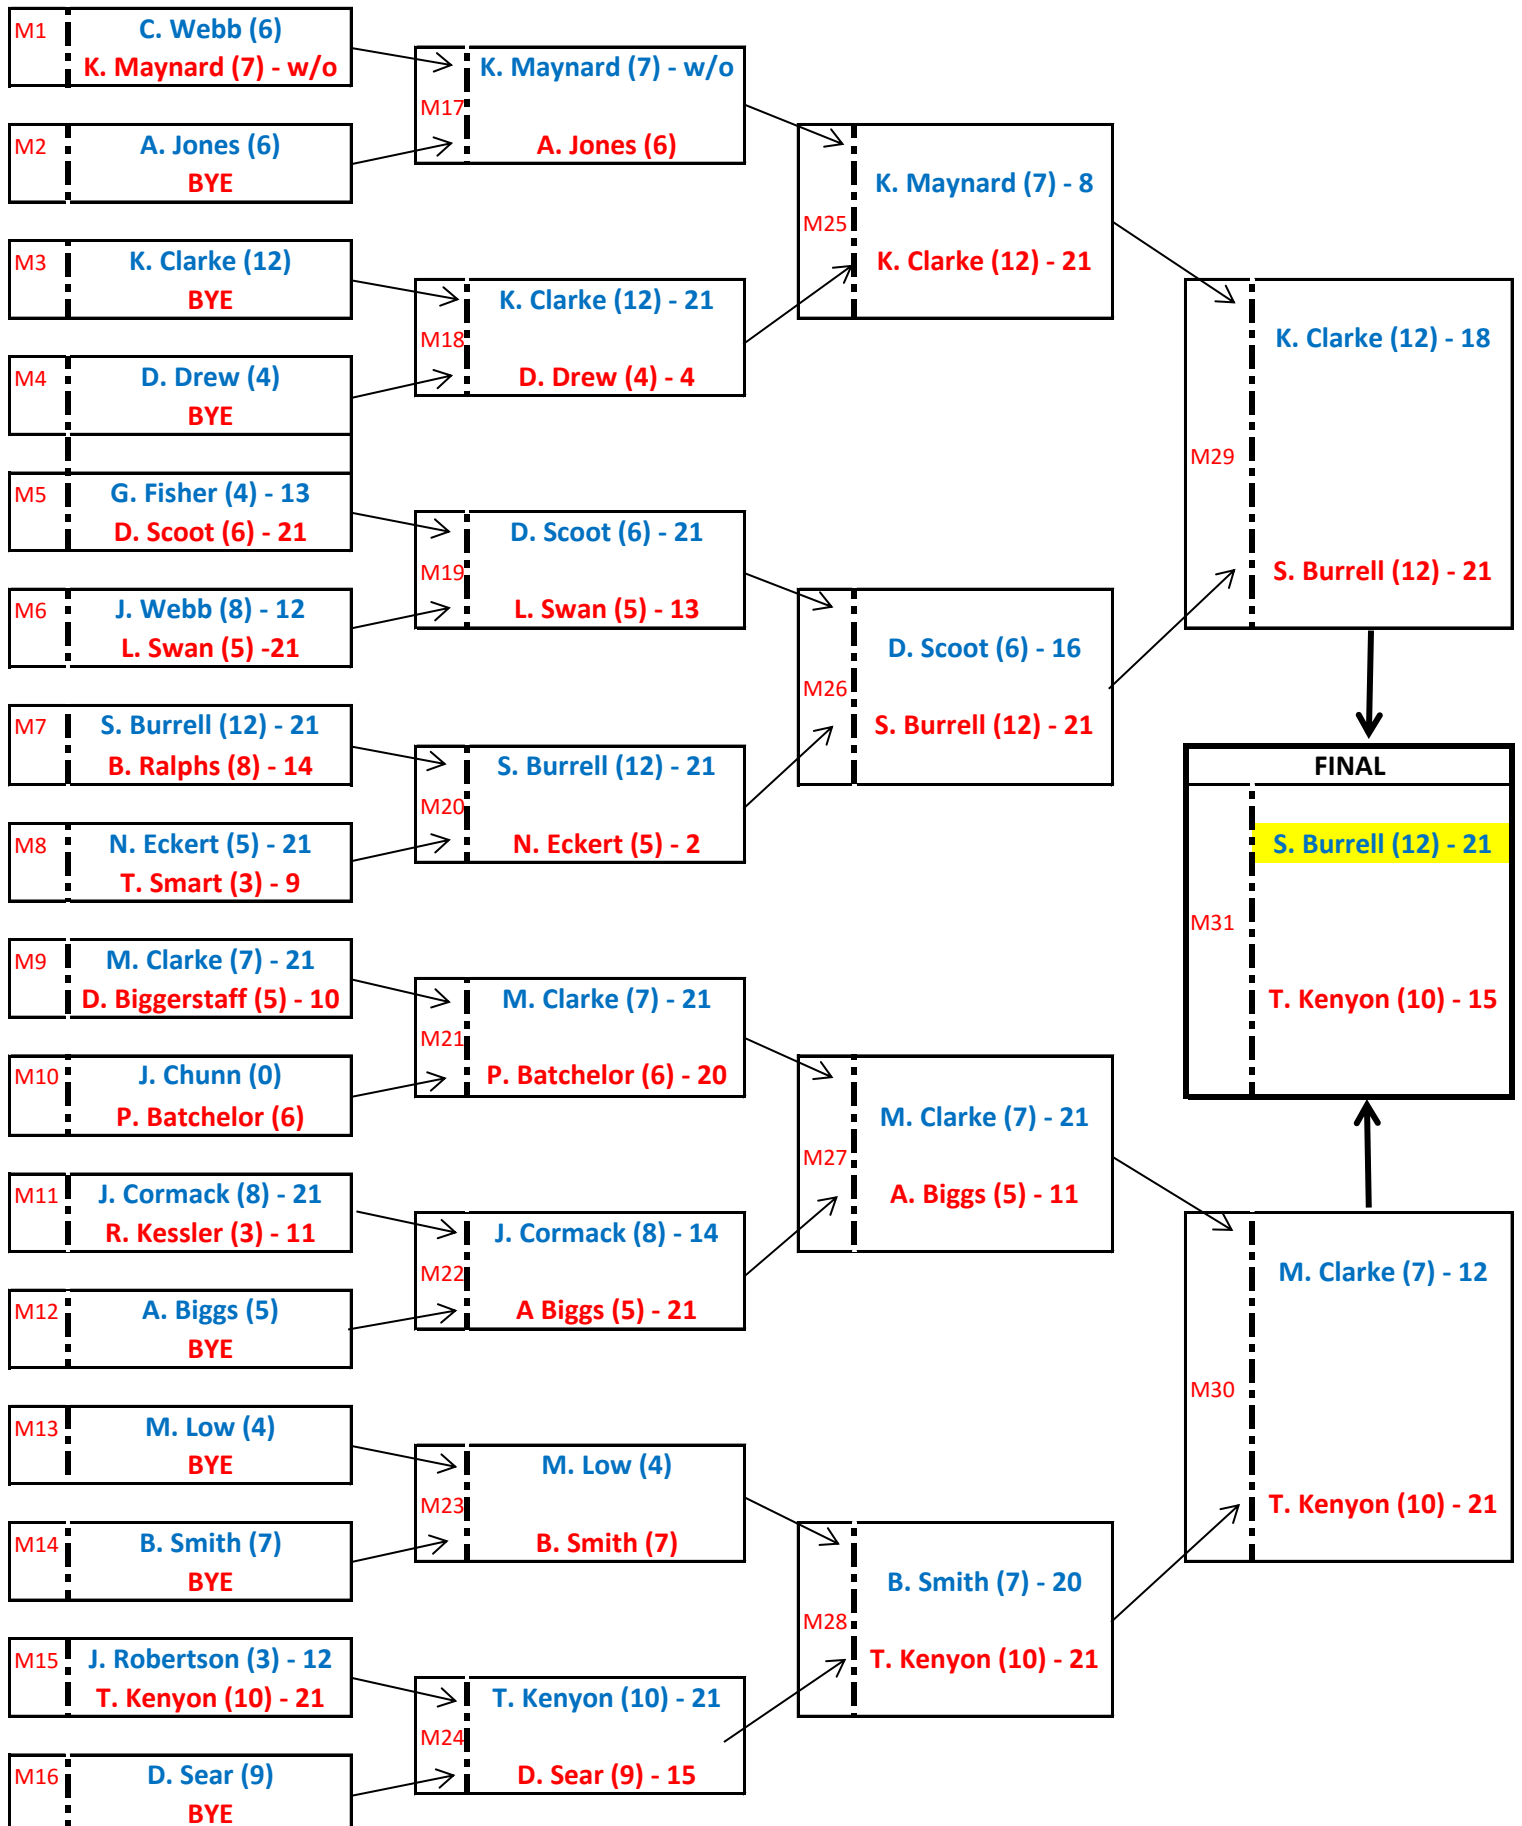 M1
C. Webb (6)
K. Maynard (7) - w/o
M2
A. Jones (6)
BYE
M3
K. Clarke (12)
BYE
M4
D. Drew (4)
BYE
M5
G. Fisher (4) - 13
D. Scoot (6) - 21
M6
J. Webb (8) - 12
L. Swan (5) -21
M7
S. Burrell (12) - 21
B. Ralphs (8) - 14
M8
N. Eckert (5) - 21
T. Smart (3) - 9
M9
M. Clarke (7) - 21
D. Biggerstaff (5) - 10
M10
J. Chunn (0)
P. Batchelor (6)
M11
J. Cormack (8) - 21
R. Kessler (3) - 11
M12
A. Biggs (5)
BYE
M13
M. Low (4)
BYE
M14
B. Smith (7)
BYE
M15
J. Robertson (3) - 12
T. Kenyon (10) - 21
M16
D. Sear (9)
BYE
K. Maynard (7) - w/o
M17
A. Jones (6)
K. Clarke (12) - 21
M18
D. Drew (4) - 4
D. Scoot (6) - 21
M19
L. Swan (5) - 13
S. Burrell (12) - 21
M20
N. Eckert (5) - 2
M. Clarke (7) - 21
M21
P. Batchelor (6) - 20
J. Cormack (8) - 14
M22
A Biggs (5) - 21
M. Low (4)
M23
B. Smith (7)
T. Kenyon (10) - 21
M24
D. Sear (9) - 15
K. Maynard (7) - 8
M25
K. Clarke (12) - 21
D. Scoot (6) - 16
M26
S. Burrell (12) - 21
M. Clarke (7) - 21
M27
A. Biggs (5) - 11
B. Smith (7) - 20
M28
T. Kenyon (10) - 21
K. Clarke (12) - 18
M29
S. Burrell (12) - 21
FINAL
S. Burrell (12) - 21
M31
T. Kenyon (10) - 15
M. Clarke (7) - 12
M30
T. Kenyon (10) - 21